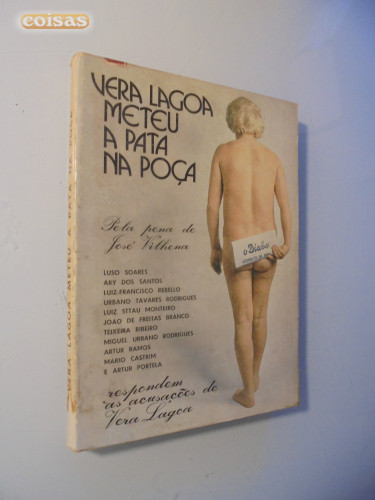 coisas
VERA LAGOA
METEU
A PATA
NA POÇA
Pela pena de
José Vilhena
LUSO SOARES
ARY DOS SANTOS
LUIZ-FRANCISCO REBELLO
URBANO TAVARES RODRIGUES
LUIZ STTAU MONTEIRO
JOAO DE FREITAS BRANCO
TEIXEIRA RIBEIRO
MIGUEL URBANO RODRIGUES
ARTUR RAMOS
MARIO CASTRIM
E ARTUR PORTELA
respondem
às acusações de
Vera Lagoa
o Diabo
VERA LAGOA METEU A PATA NA POÇA